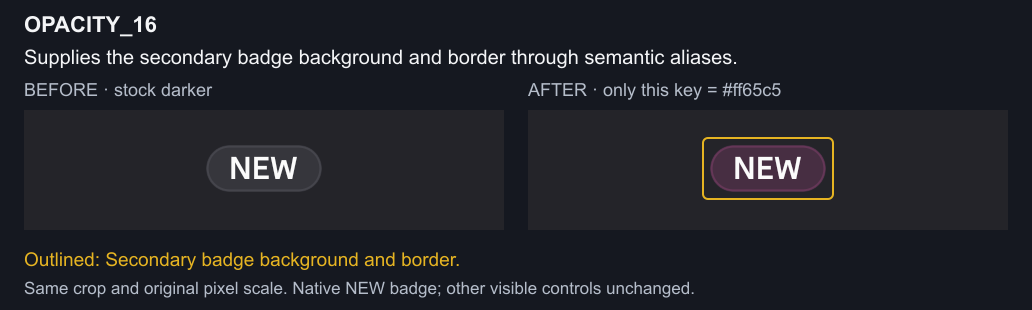 OPACITY_16
Supplies the secondary badge background and border through semantic aliases.
BEFORE · stock darker
AFTER · only this key = #ff65c5
NEW
NEW
Outlined: Secondary badge background and border.
Same crop and original pixel scale. Native NEW badge; other visible controls unchanged.